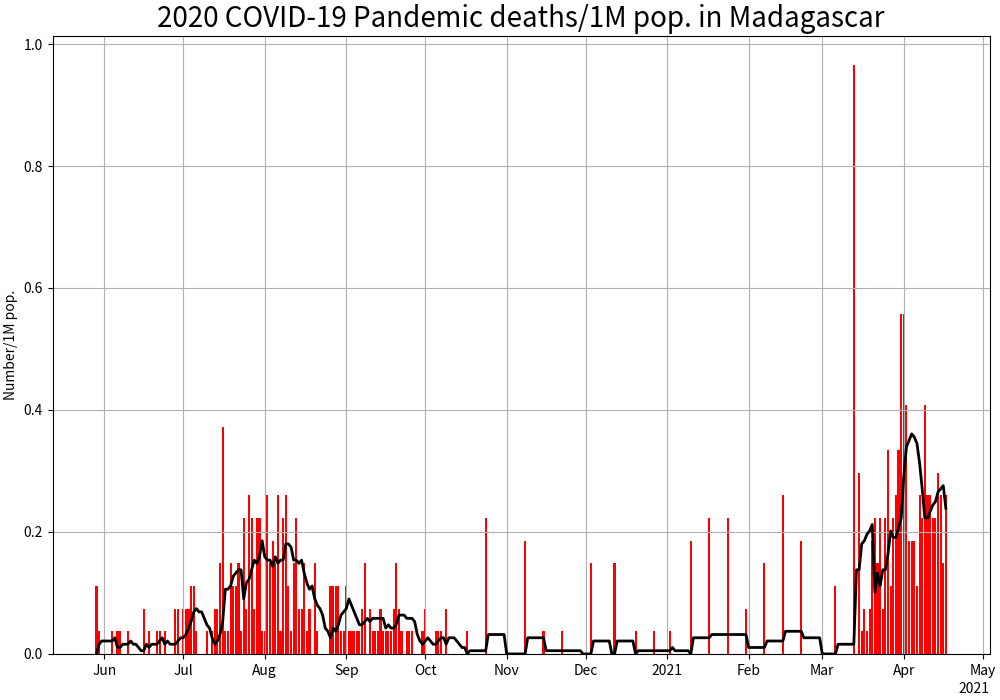 2020 COVID-19 Pandemic deaths/1M pop. in Madagascar
Number/1M pop.
1.0
0.8
0.6
0.4
0.2
0.0
Jun Jul Aug Sep Oct Nov Dec 2021 Feb Mar Apr May
2021